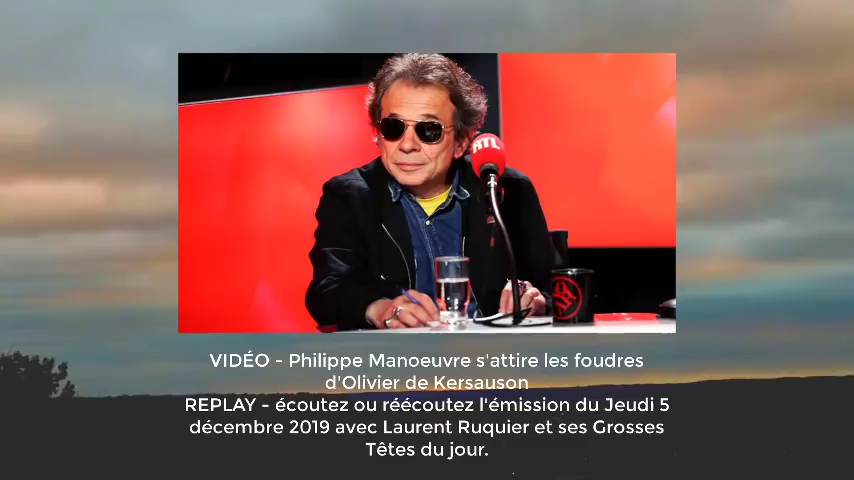 RTL
VIDÉO - Philippe Manoeuvre s'attire les foudres
d'Olivier de Kersauson
REPLAY - écoutez ou réécoutez l'émission du Jeudi 5
décembre 2019 avec Laurent Ruquier et ses Grosses
Têtes du jour.